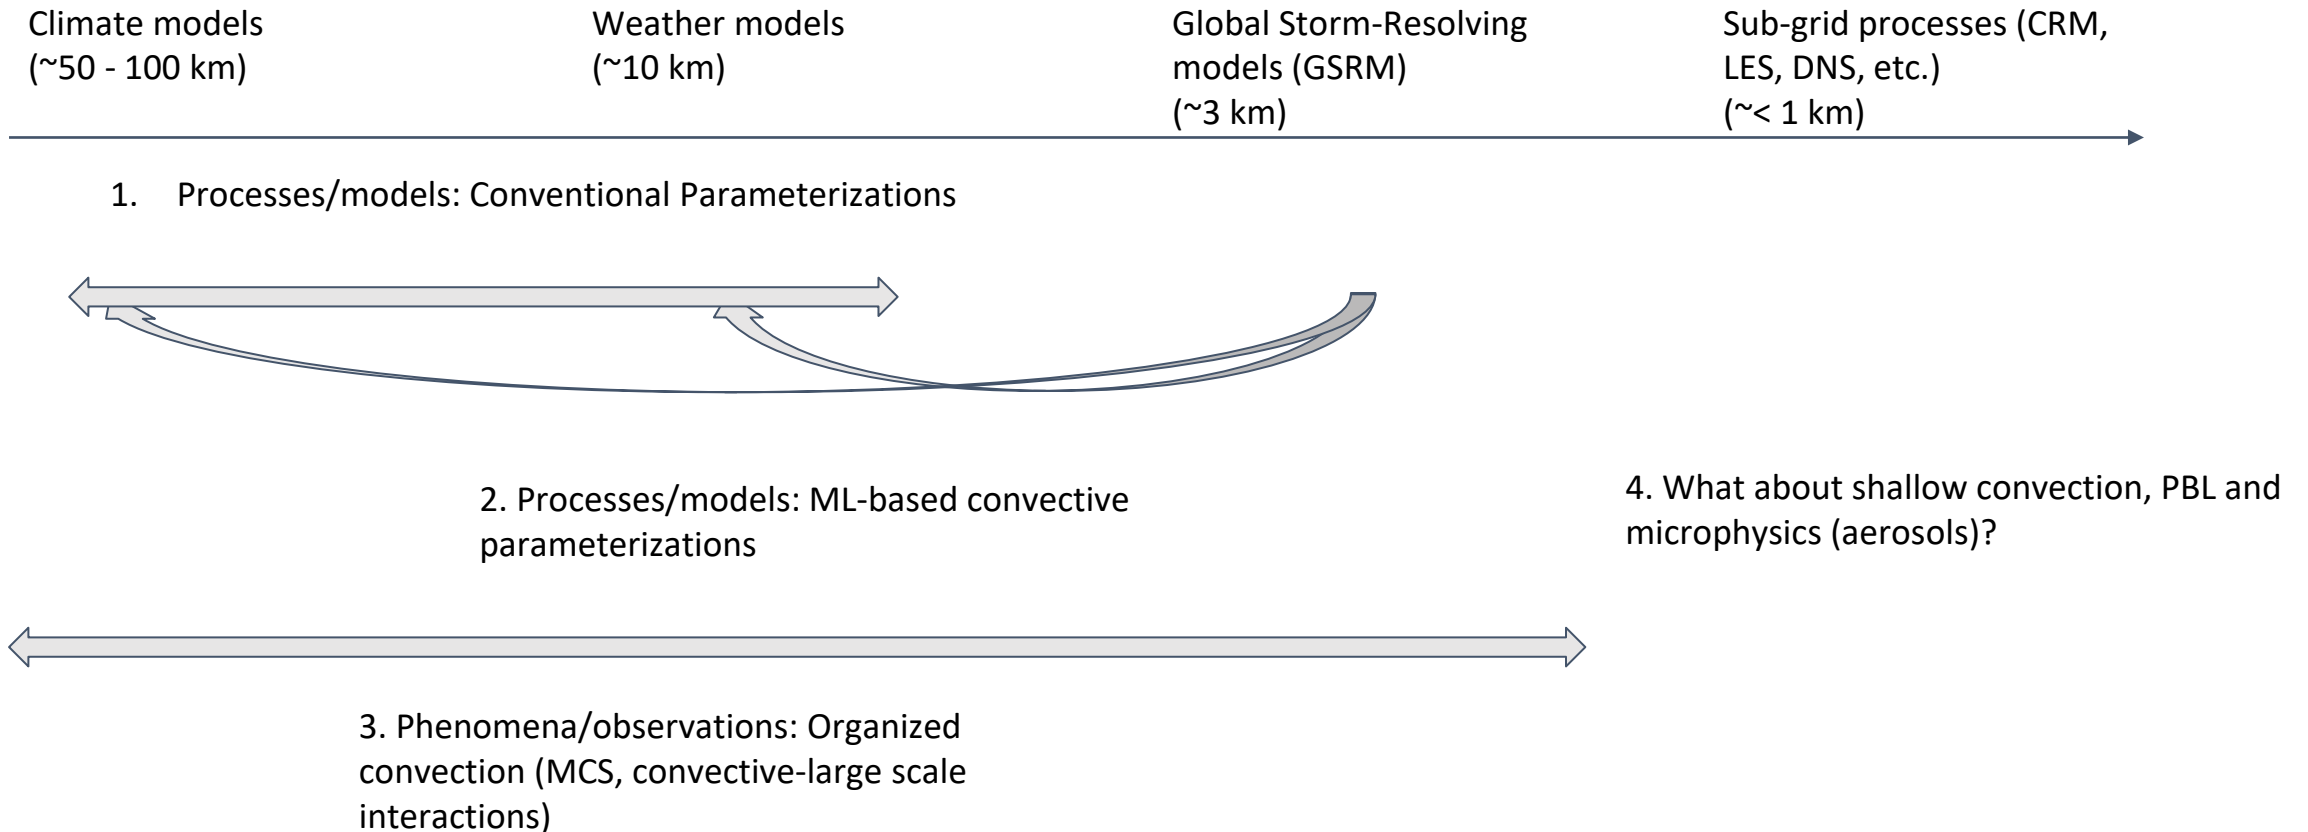 Climate models
(~50 - 100 km)
Weather models
(~10 km)
Global Storm-Resolving
models (GSRM)
(~3 km)
Sub-grid processes (CRM,
LES, DNS, etc.)
(~< 1 km)
1. Processes/models: Conventional Parameterizations
2. Processes/models: ML-based convective
parameterizations
4. What about shallow convection, PBL and
microphysics (aerosols)?
3. Phenomena/observations: Organized
convection (MCS, convective-large scale
interactions)